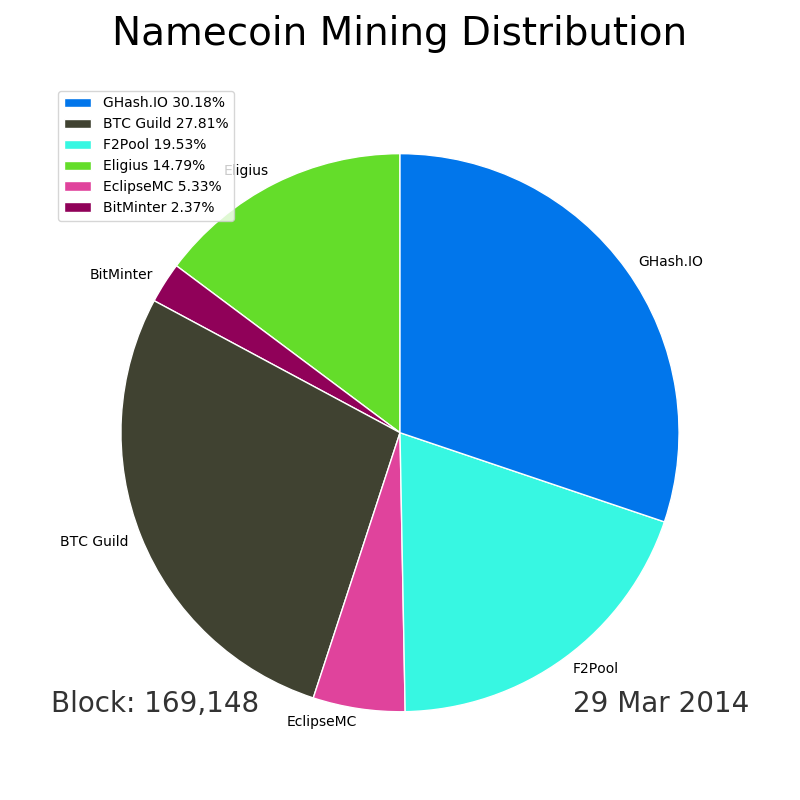 Namecoin Mining Distribution
GHash.IO 30.18%
BTC Guild 27.81%
F2Pool 19.53%
Eligius 14.79%
EclipseMC 5.33%
BitMinter 2.37%
Eligius
GHash.IO
BitMinter
BTC Guild
F2Pool
EclipseMC
Block: 169,148
29 Mar 2014